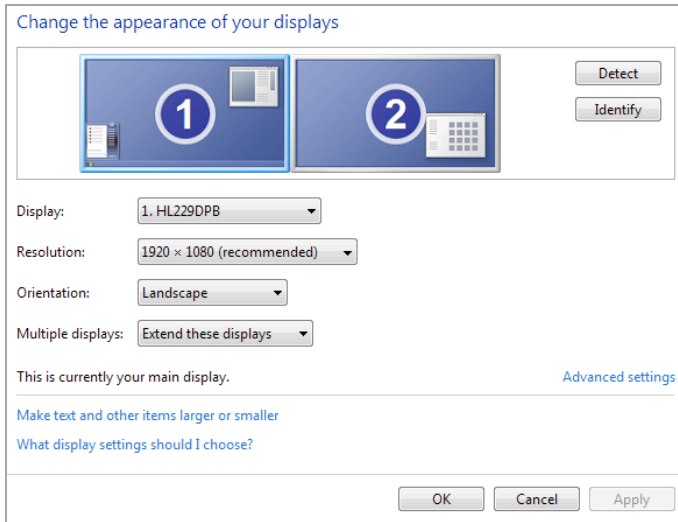 Change the appearance of your displays
1
2
Detect
Identify
Display:
1. HL229DPB
Resolution:
1920 × 1080 (recommended)
Orientation:
Landscape
Multiple displays:
Extend these displays
This is currently your main display.
Advanced settings
Make text and other items larger or smaller
What display settings should I choose?
OK
Cancel
Apply